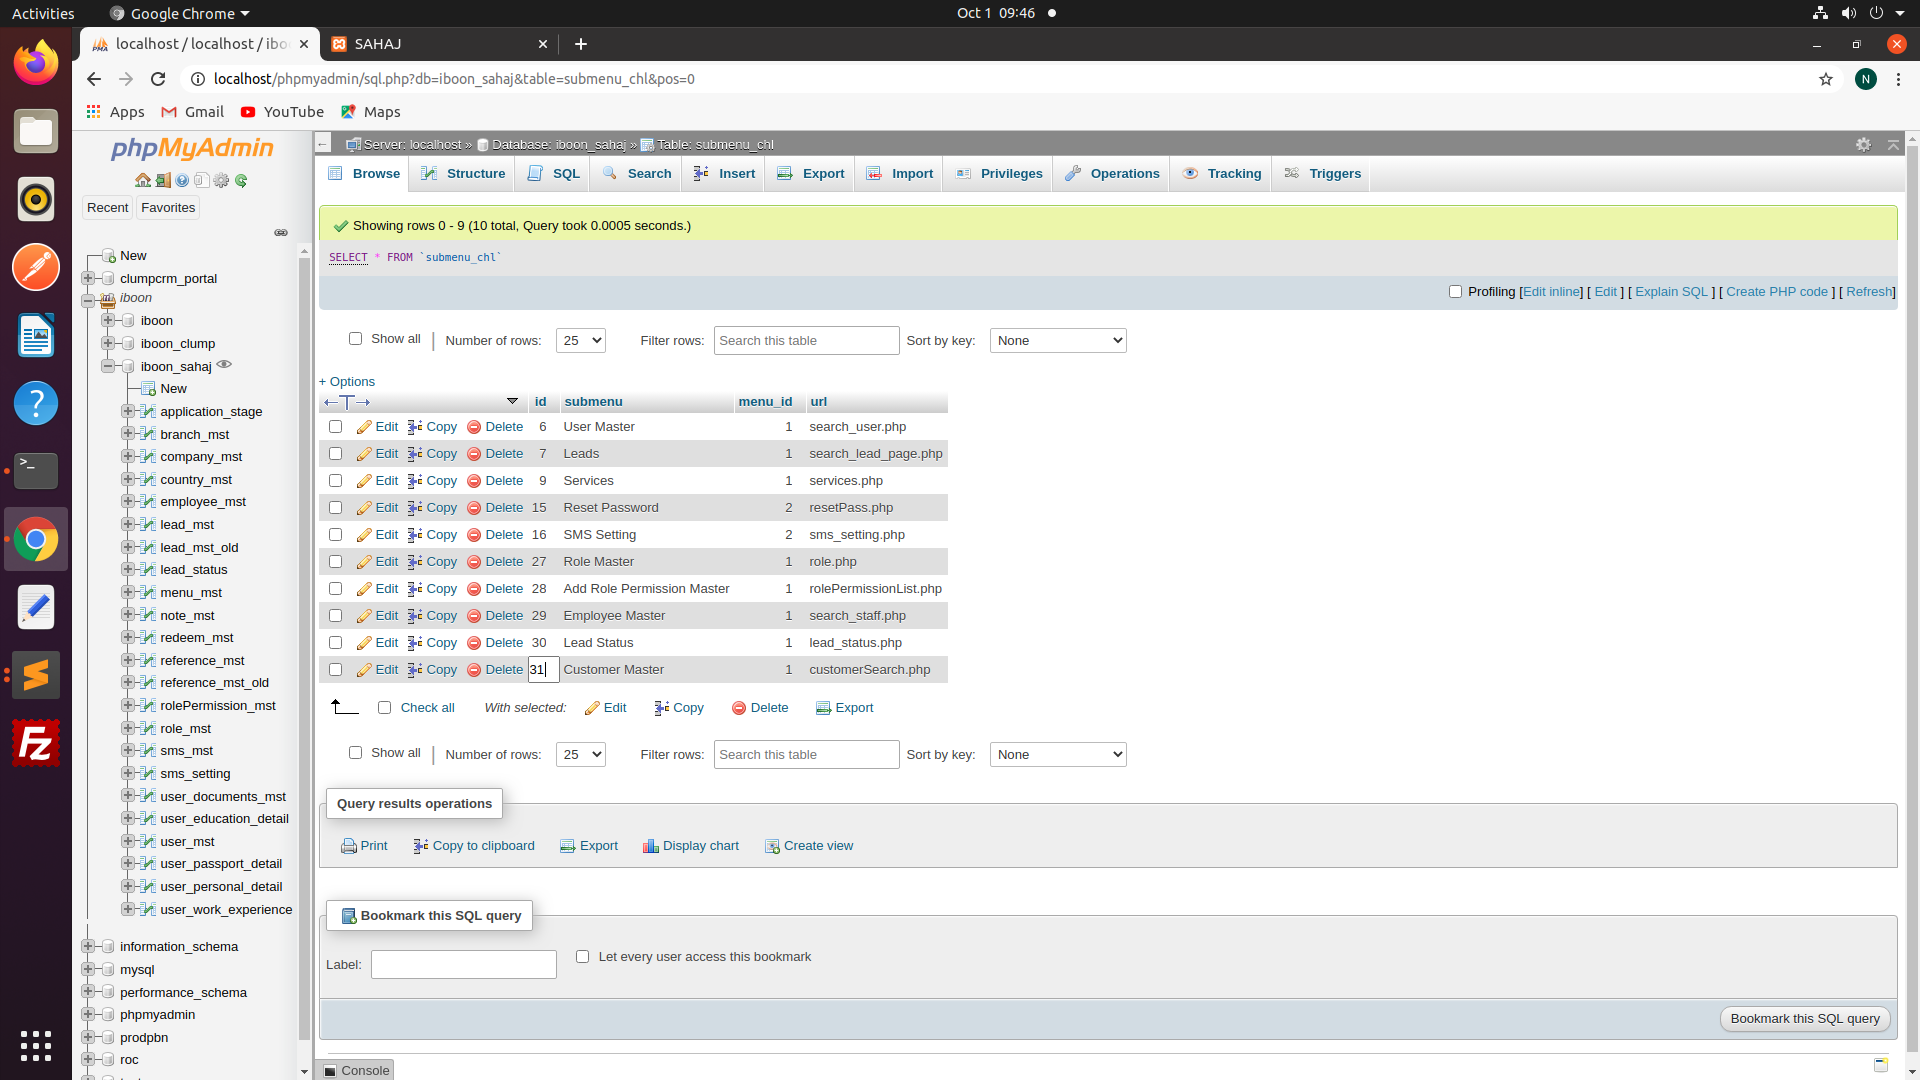 Activities
Google Chrome
Oct 1 09:46
localhost / localhost / ibo
SAHAJ
localhost/phpmyadmin/sql.php?db=iboon_sahaj&table=submenu_chl&pos=0
N
Apps
Gmail
YouTube
Maps
phpMyAdmin
Recent
Favorites
New
clumpcrm_portal
iboon
iboon
iboon_clump
iboon_sahaj
New
application_stage
branch_mst
company_mst
country_mst
employee_mst
lead_mst
lead_mst_old
lead_status
menu_mst
note_mst
redeem_mst
reference_mst
reference_mst_old
rolePermission_mst
role_mst
sms_mst
sms_setting
user_documents_mst
user_education_detail
user_mst
user_passport_detail
user_personal_detail
user_work_experience
information_schema
mysql
performance_schema
phpmyadmin
prodpbn
roc
Server: localhost » Database: iboon_sahaj » Table: submenu_chl
Browse Structure SQL Search Insert Export Import Privileges Operations Tracking Triggers
Showing rows 0 - 9 (10 total, Query took 0.0005 seconds.)
SELECT * FROM `submenu_chl`
Profiling [Edit inline] [ Edit ] [ Explain SQL ] [ Create PHP code ] [ Refresh]
Show all | Number of rows: 25 Filter rows: Search this table Sort by key: None
+ Options
←T→ id submenu menu_id url
Edit Copy Delete 6 User Master 1 search_user.php
Edit Copy Delete 7 Leads 1 search_lead_page.php
Edit Copy Delete 9 Services 1 services.php
Edit Copy Delete 15 Reset Password 2 resetPass.php
Edit Copy Delete 16 SMS Setting 2 sms_setting.php
Edit Copy Delete 27 Role Master 1 role.php
Edit Copy Delete 28 Add Role Permission Master 1 rolePermissionList.php
Edit Copy Delete 29 Employee Master 1 search_staff.php
Edit Copy Delete 30 Lead Status 1 lead_status.php
Edit Copy Delete 31 Customer Master 1 customerSearch.php
Check all With selected: Edit Copy Delete Export
Show all | Number of rows: 25 Filter rows: Search this table Sort by key: None
Query results operations
Print Copy to clipboard Export Display chart Create view
Bookmark this SQL query
Label: Let every user access this bookmark
Bookmark this SQL query
Console